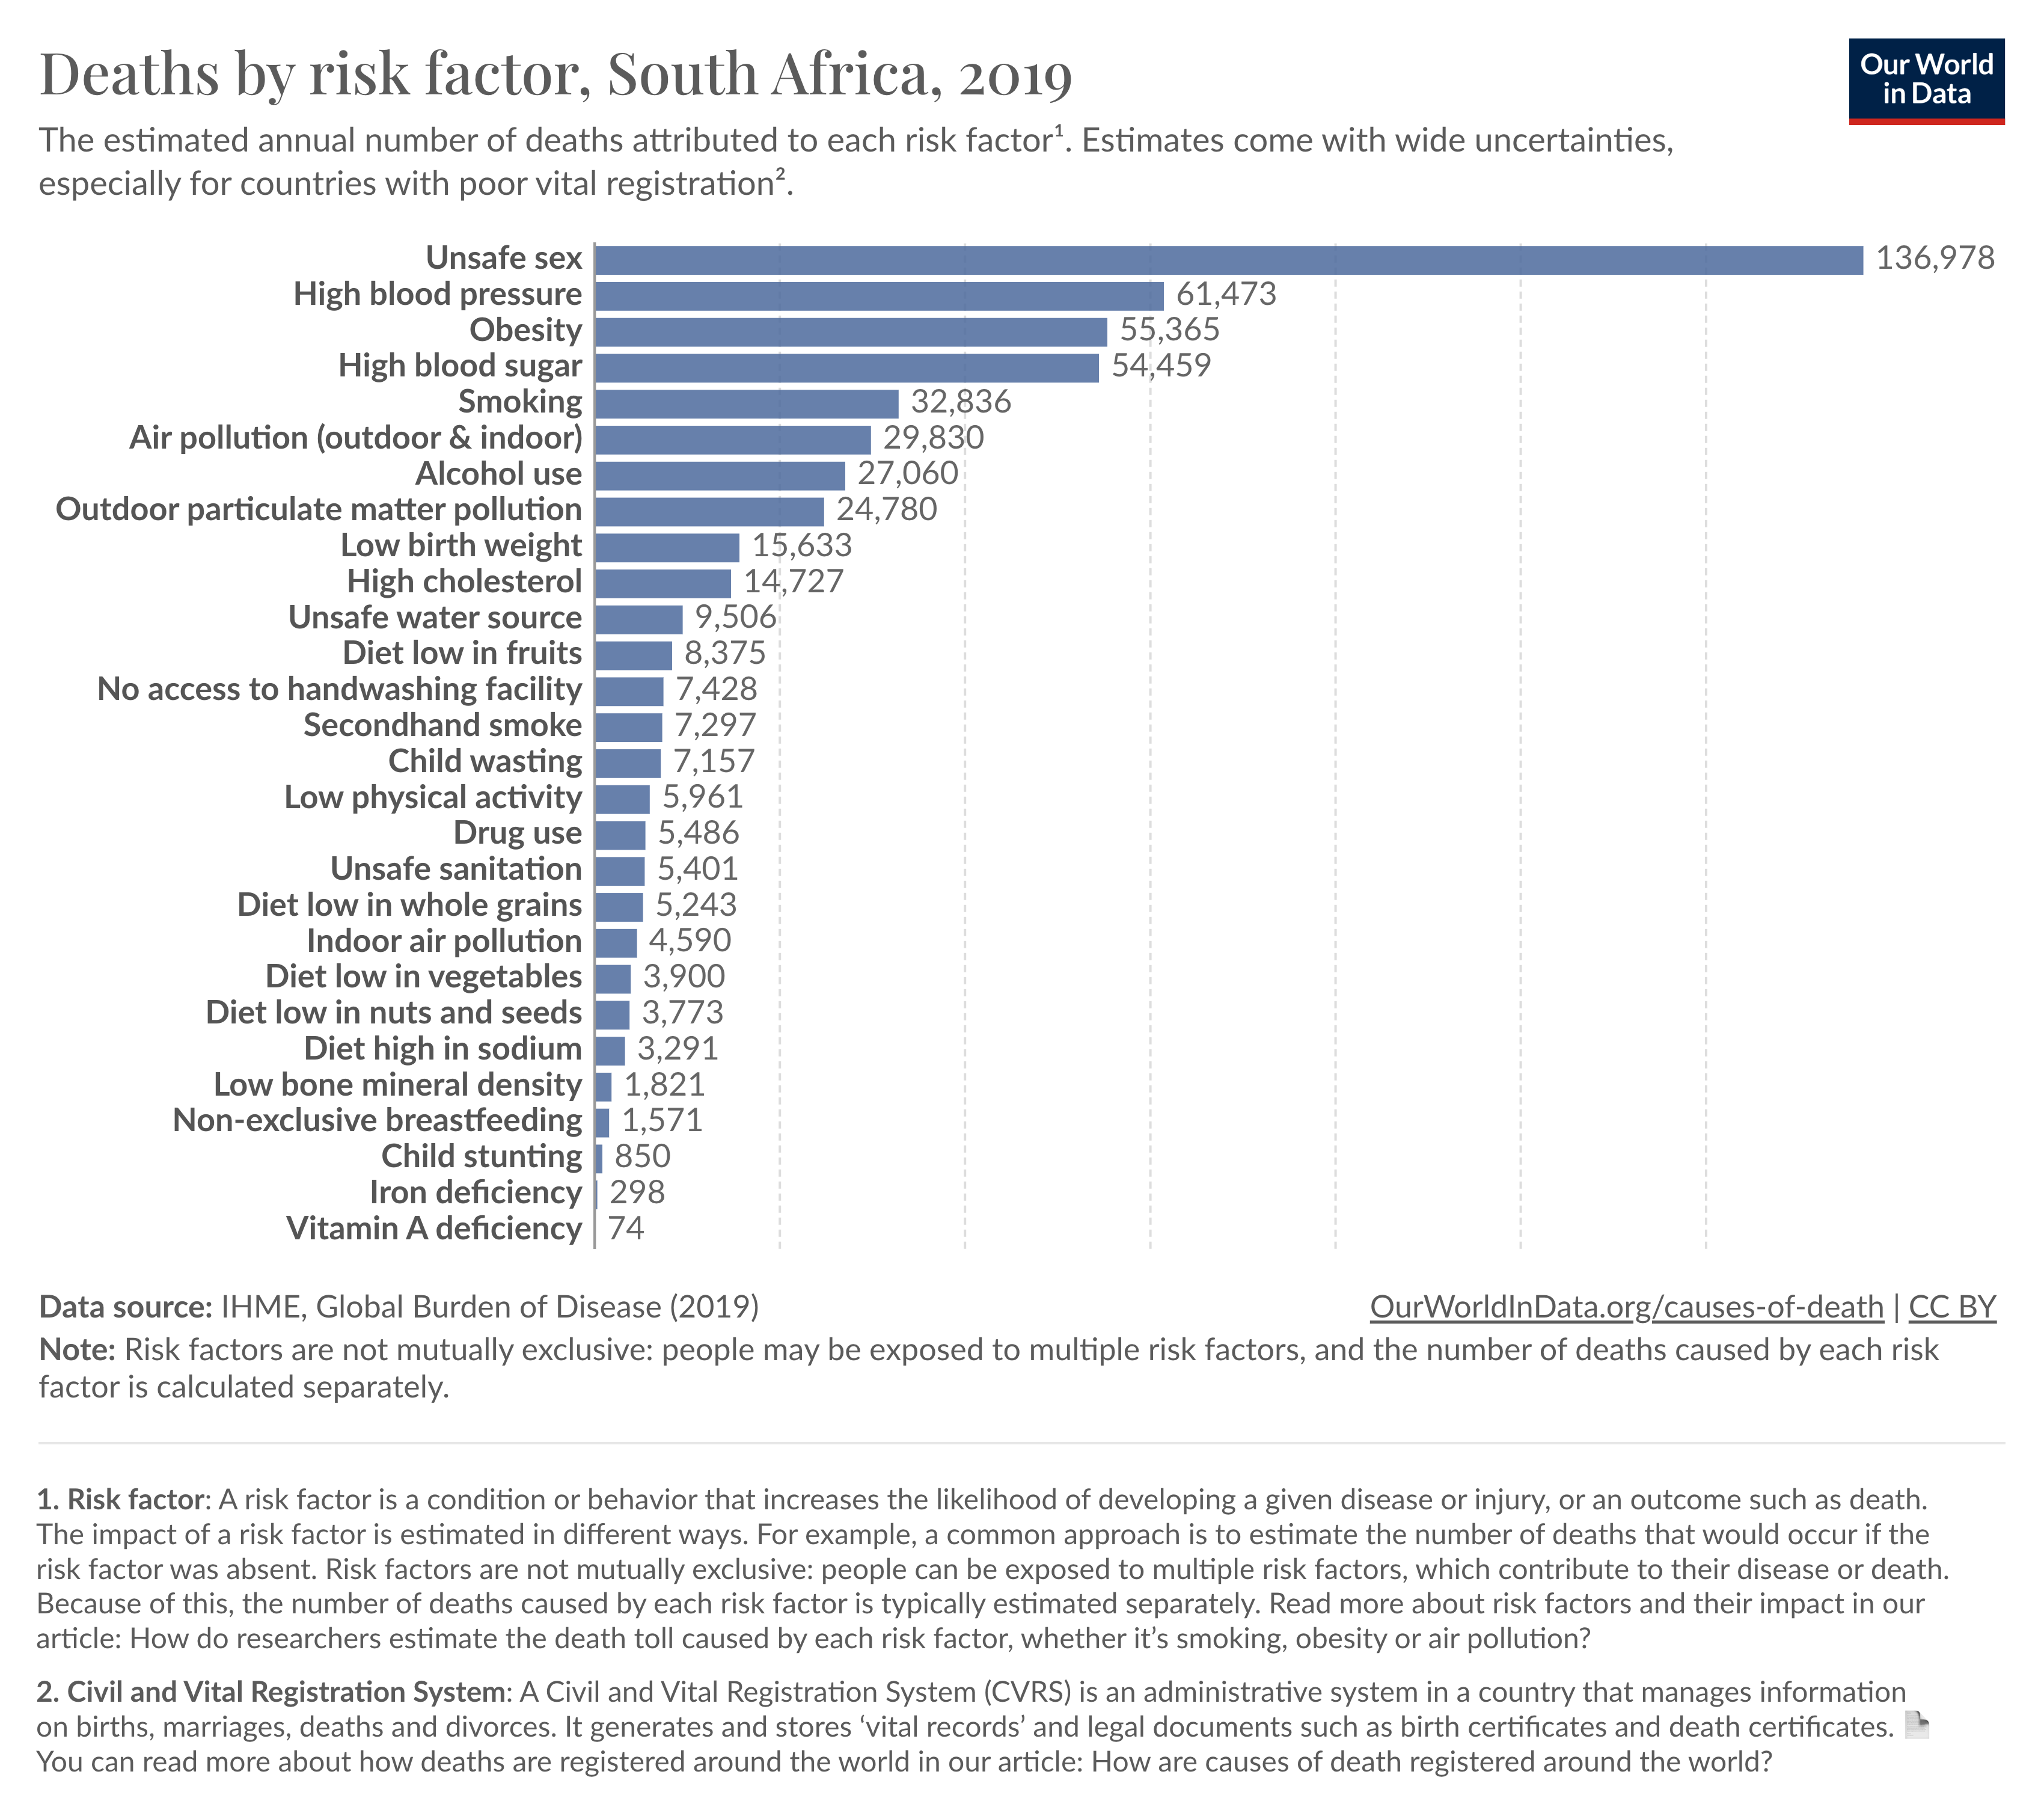 Deaths by risk factor, South Africa, 2019
Our World
in Data
The estimated annual number of deaths attributed to each risk factor¹. Estimates come with wide uncertainties,
especially for countries with poor vital registration².
Unsafe sex 136,978
High blood pressure 61,473
Obesity 55,365
High blood sugar 54,459
Smoking 32,836
Air pollution (outdoor & indoor) 29,830
Alcohol use 27,060
Outdoor particulate matter pollution 24,780
Low birth weight 15,633
High cholesterol 14,727
Unsafe water source 9,506
Diet low in fruits 8,375
No access to handwashing facility 7,428
Secondhand smoke 7,297
Child wasting 7,157
Low physical activity 5,961
Drug use 5,486
Unsafe sanitation 5,401
Diet low in whole grains 5,243
Indoor air pollution 4,590
Diet low in vegetables 3,900
Diet low in nuts and seeds 3,773
Diet high in sodium 3,291
Low bone mineral density 1,821
Non-exclusive breastfeeding 1,571
Child stunting 850
Iron deficiency 298
Vitamin A deficiency 74
Data source: IHME, Global Burden of Disease (2019)
OurWorldInData.org/causes-of-death | CC BY
Note: Risk factors are not mutually exclusive: people may be exposed to multiple risk factors, and the number of deaths caused by each risk
factor is calculated separately.
1. Risk factor: A risk factor is a condition or behavior that increases the likelihood of developing a given disease or injury, or an outcome such as death.
The impact of a risk factor is estimated in different ways. For example, a common approach is to estimate the number of deaths that would occur if the
risk factor was absent. Risk factors are not mutually exclusive: people can be exposed to multiple risk factors, which contribute to their disease or death.
Because of this, the number of deaths caused by each risk factor is typically estimated separately. Read more about risk factors and their impact in our
article: How do researchers estimate the death toll caused by each risk factor, whether it's smoking, obesity or air pollution?
2. Civil and Vital Registration System: A Civil and Vital Registration System (CVRS) is an administrative system in a country that manages information
on births, marriages, deaths and divorces. It generates and stores ‘vital records’ and legal documents such as birth certificates and death certificates.
You can read more about how deaths are registered around the world in our article: How are causes of death registered around the world?